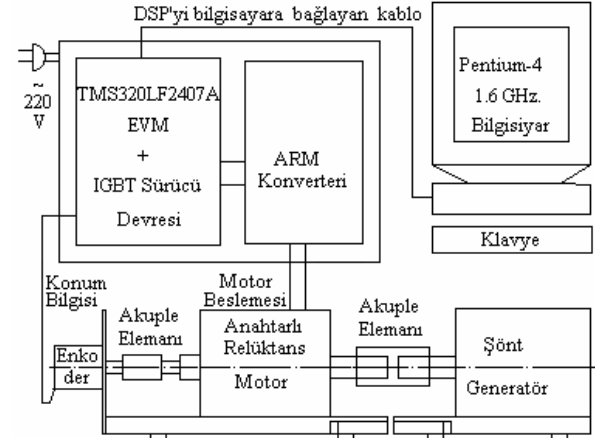 DSP'yi bilgisayara bağlayan kablo
~
220
V
TMS320LF2407A
EVM
+
IGBT Sürücü
Devresi
ARM
Konverteri
Pentium-4
1.6 GHz.
Bilgisiyar
Klavye
Konum
Bilgisi
Motor
Beslemesi
Akuple
Elemanı
Akuple
Elemanı
Enko
der
Anahtarlı
Relüktans
Motor
Şönt
Generatör